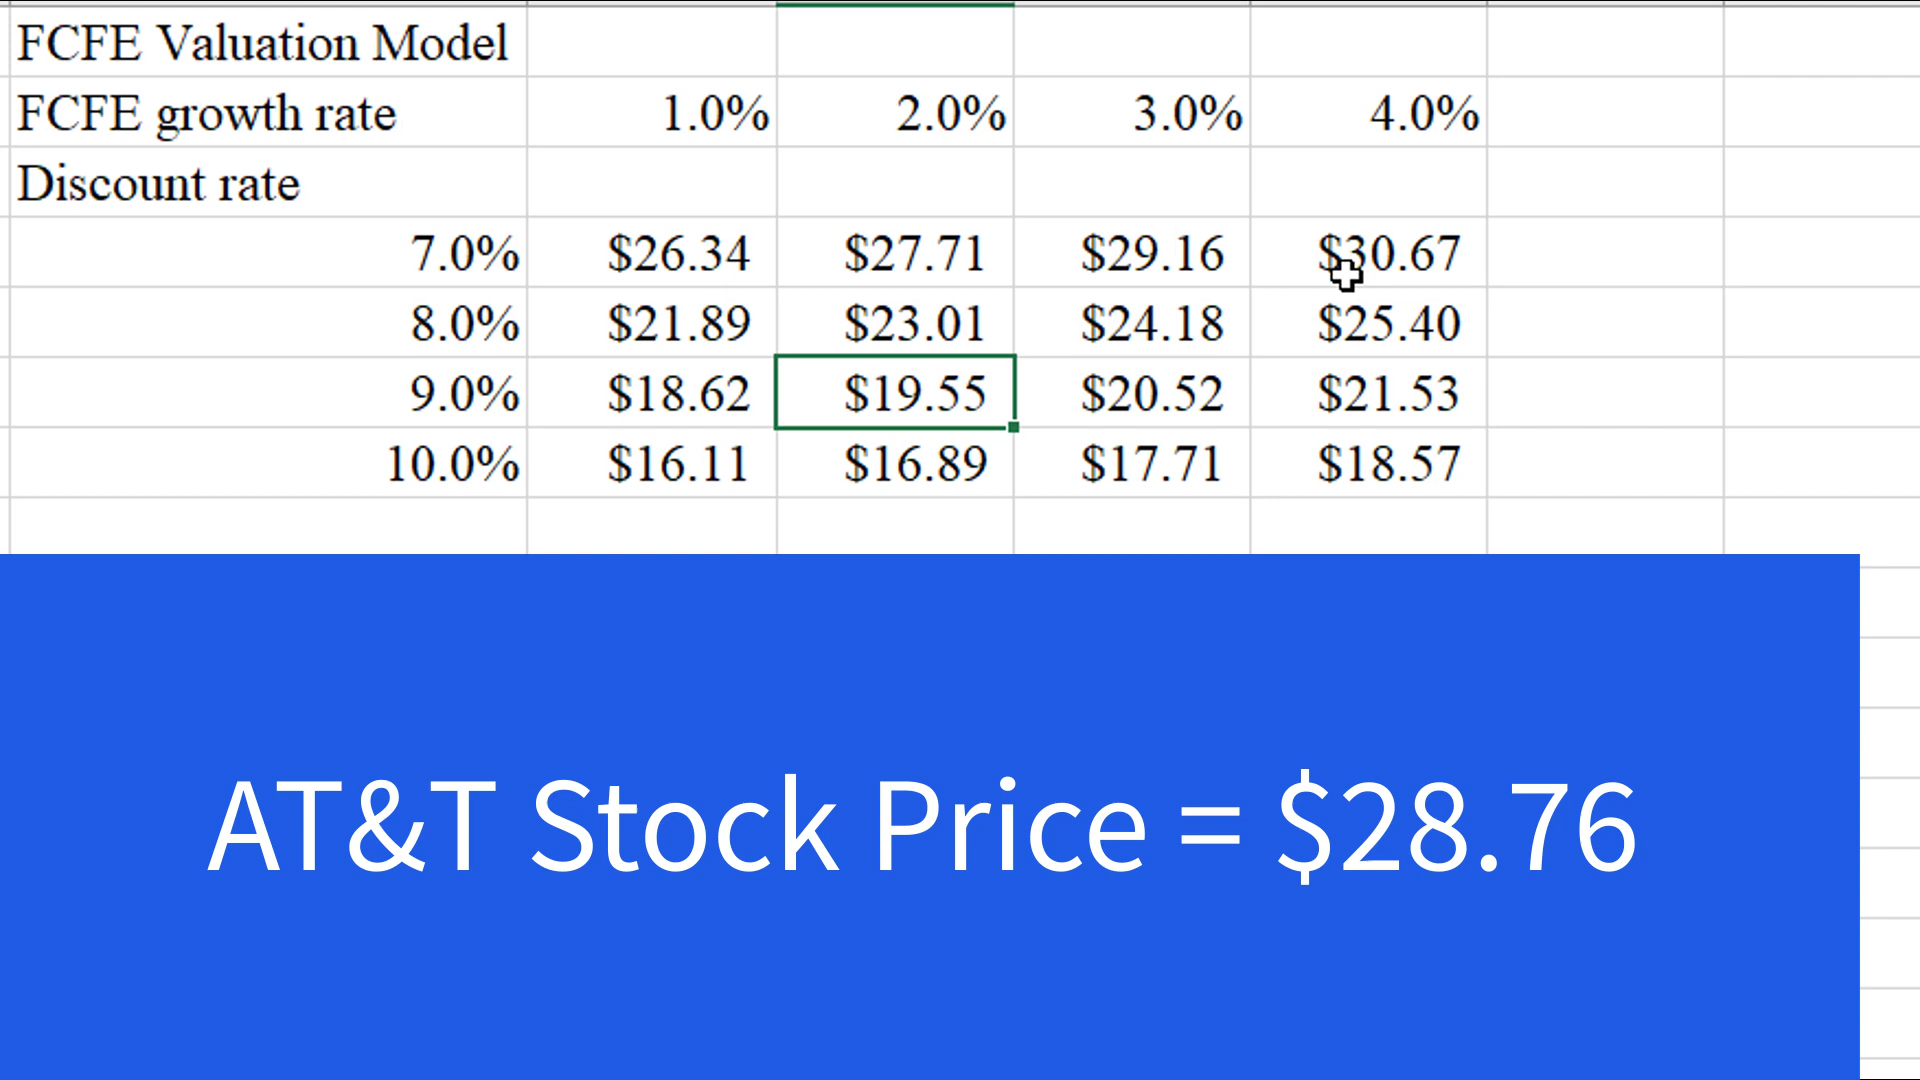 FCFE Valuation Model
FCFE growth rate 1.0% 2.0% 3.0% 4.0%
Discount rate
7.0% $26.34 $27.71 $29.16 $30.67
8.0% $21.89 $23.01 $24.18 $25.40
9.0% $18.62 $19.55 $20.52 $21.53
10.0% $16.11 $16.89 $17.71 $18.57
AT&T Stock Price = $28.76